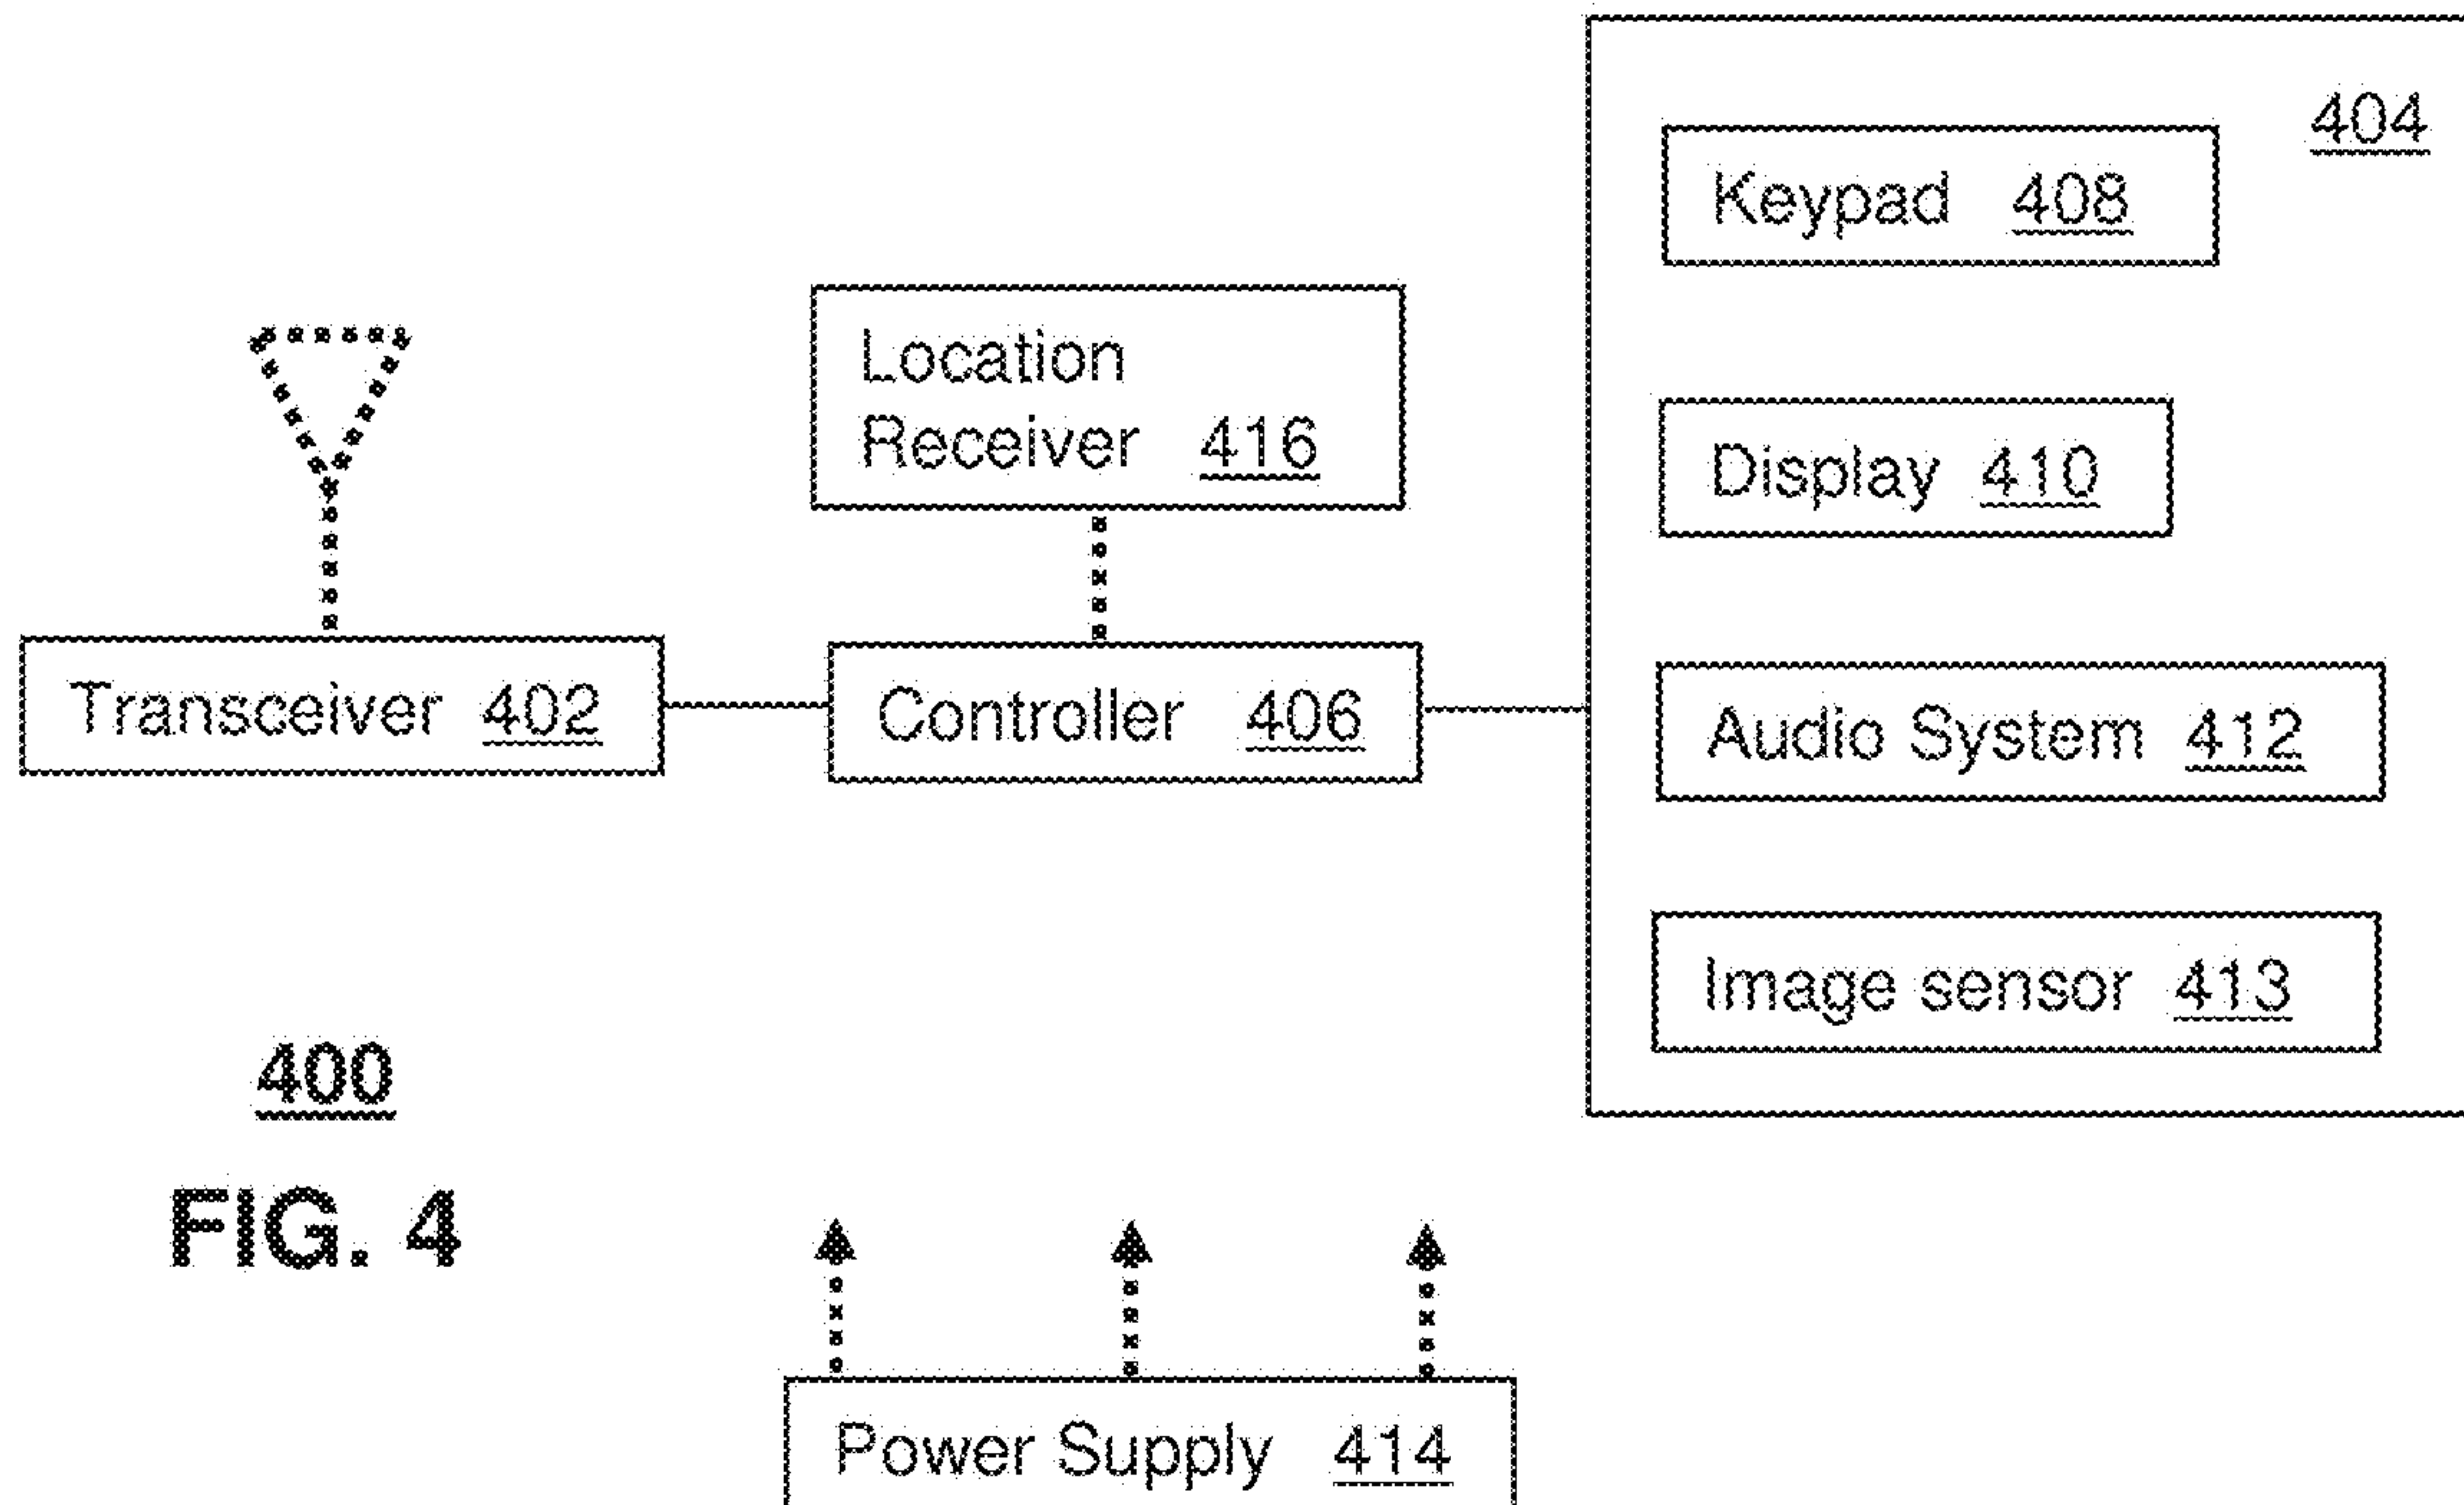 404
Keypad 408
Location
Receiver 416
Display 410
Transceiver 402
Controller 406
Audio System 412
Image sensor 413
400
FIG. 4
Power Supply 414